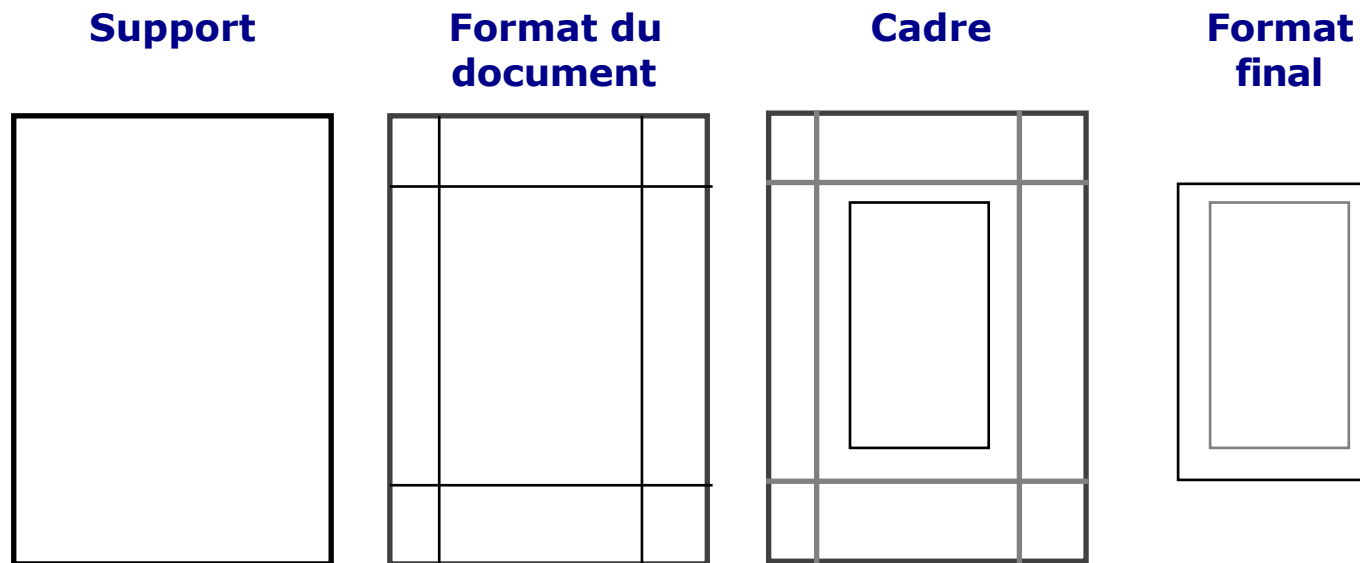 Support
Format du
document
Cadre
Format
final